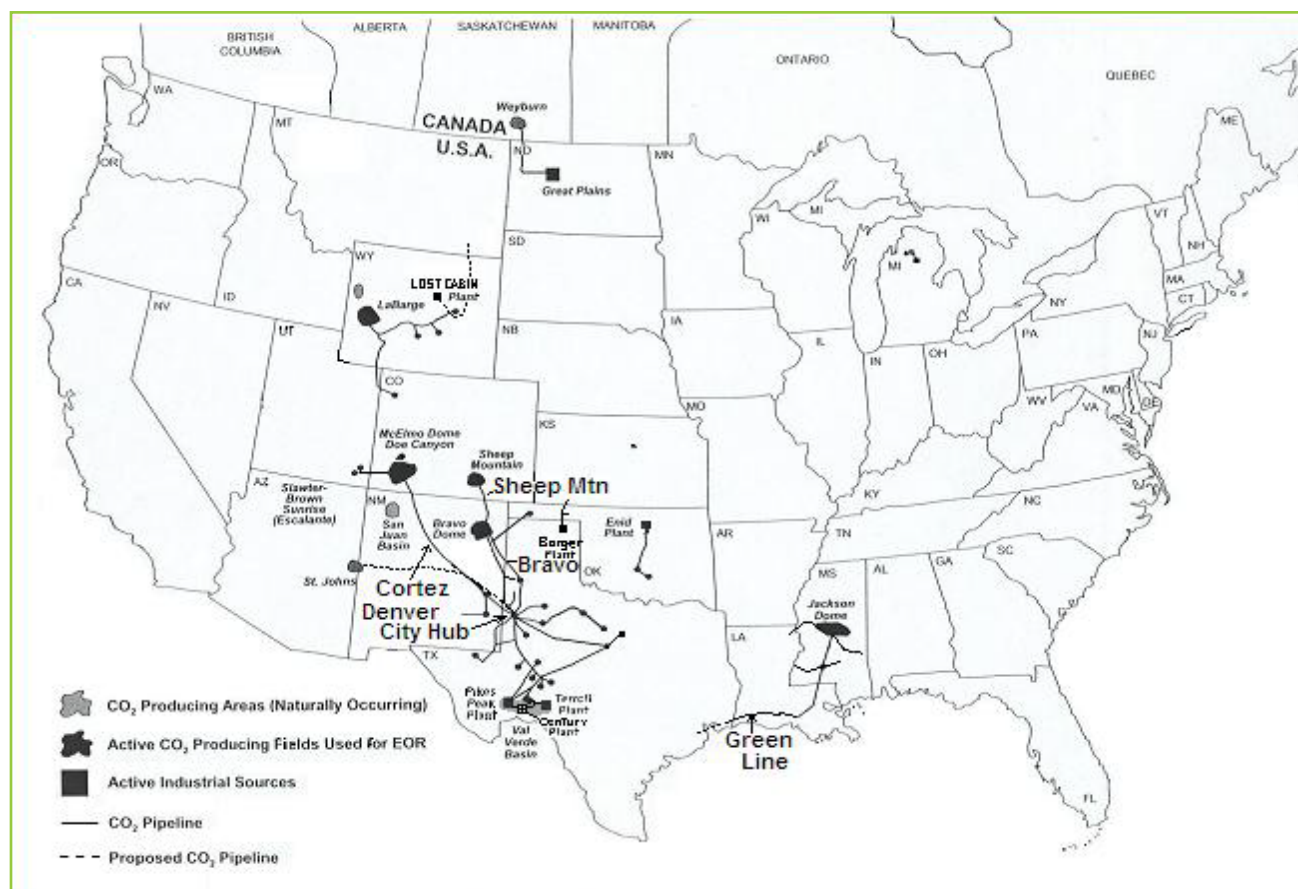 BRITISH
COLUMBIA
ALBERTA
SASKATCHEWAN
MANITOBA
ONTARIO
QUEBEC
WA
MT
Weyburn
CANADA
U.S.A.
ND
MN
ME
OR
Great Plains
WI
MI
VT
NH
SD
MI
MA
CT
WY
LOST CABIN
Plant
NY
CA
NV
ID
LaBarge
UT
NB
IA
IL
IN
OH
PA
NJ
CO
MO
WV
MD
DE
VA
KS
McElmo Dome
Doe Canyon
Sheep
Mountain
Sheep Mtn
KY
NC
AZ
Slawter-
Brown
Sunrise
(Escalante)
NM
San
Juan
Basin
Bravo
Dome
Borger
Plant
Enid
Plant
OK
AR
TN
SC
Bravo
MS
AL
GA
St. Johns
Cortez
Denver
City Hub
Jackson
Dome
LA
TX
Pikes
Peak
Plant
Plant
Century
Plant
Val
Verde
Basin
Green
Line
FL
CO₂ Producing Areas (Naturally Occurring)
Active CO₂ Producing Fields Used for EOR
Active Industrial Sources
CO₂ Pipeline
Proposed CO₂ Pipeline